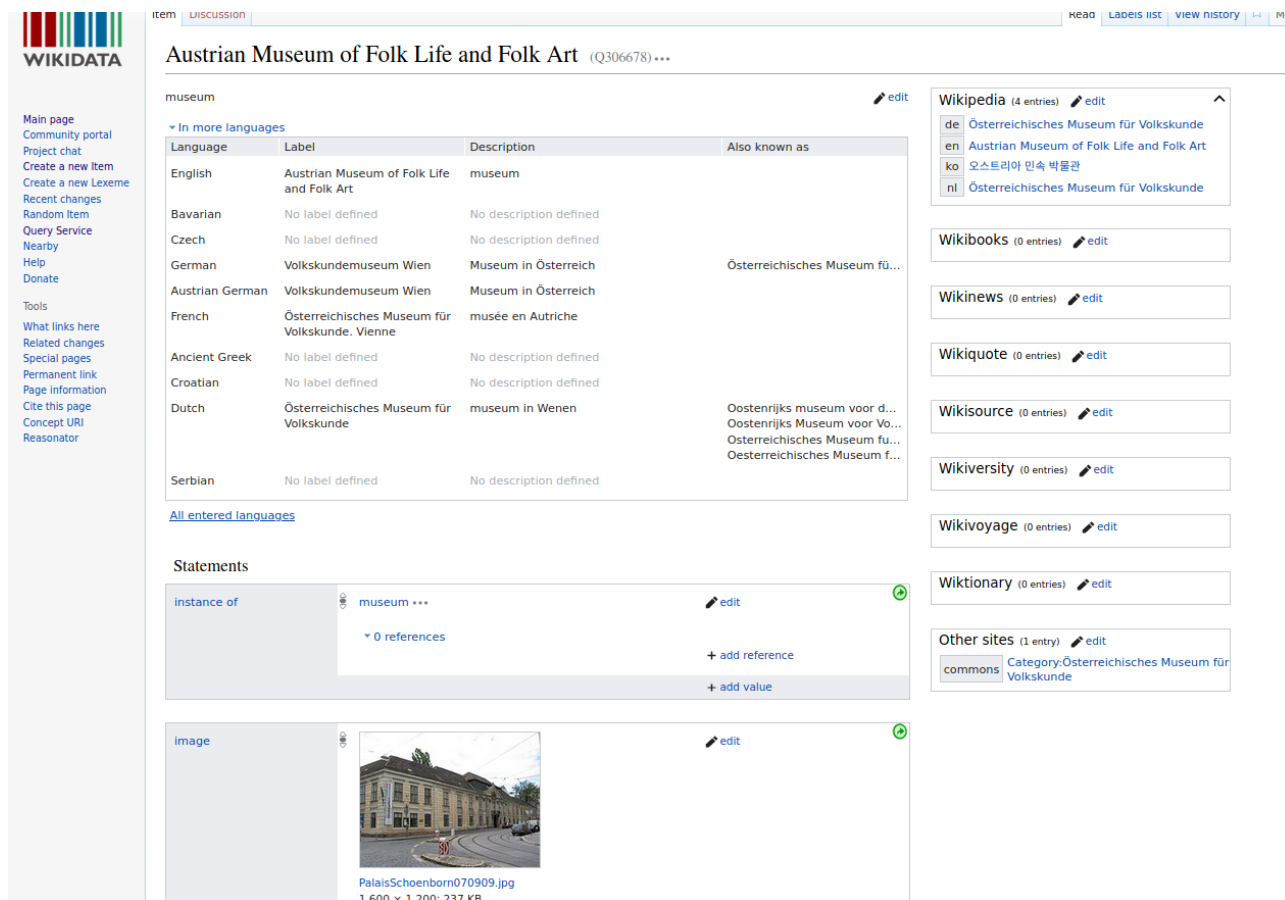 Item Discussion
Read Labels list View history
WIKIDATA
Austrian Museum of Folk Life and Folk Art (Q306678)
museum
edit
In more languages
Language Label Description Also known as
English Austrian Museum of Folk Life and Folk Art museum
Bavarian No label defined No description defined
Czech No label defined No description defined
German Volkskundemuseum Wien Museum in Österreich Österreichisches Museum fü...
Austrian German Volkskundemuseum Wien Museum in Österreich
French Österreichisches Museum für Volkskunde. Vienne musée en Autriche
Ancient Greek No label defined No description defined
Croatian No label defined No description defined
Dutch Österreichisches Museum für Volkskunde museum in Wenen Oostenrijks museum voor d...
Oostenrijks Museum voor Vo...
Osterreichisches Museum fu...
Oesterreichisches Museum f...
Serbian No label defined No description defined
All entered languages
Main page
Community portal
Project chat
Create a new Item
Create a new Lexeme
Recent changes
Random Item
Query Service
Nearby
Help
Donate
Tools
What links here
Related changes
Special pages
Permanent link
Page information
Cite this page
Concept URI
Reasonator
Statements
instance of
museum
edit
0 references
+ add reference
+ add value
image
edit
PalaisSchoenborn070909.jpg
1,600 × 1,200; 237 KB
Wikipedia (4 entries) edit
de Österreichisches Museum für Volkskunde
en Austrian Museum of Folk Life and Folk Art
ko 오스트리아 민속 박물관
nl Österreichisches Museum für Volkskunde
Wikibooks (0 entries) edit
Wikinews (0 entries) edit
Wikiquote (0 entries) edit
Wikisource (0 entries) edit
Wikiversity (0 entries) edit
Wikivoyage (0 entries) edit
Wiktionary (0 entries) edit
Other sites (1 entry) edit
commons Category:Österreichisches Museum für
Volkskunde